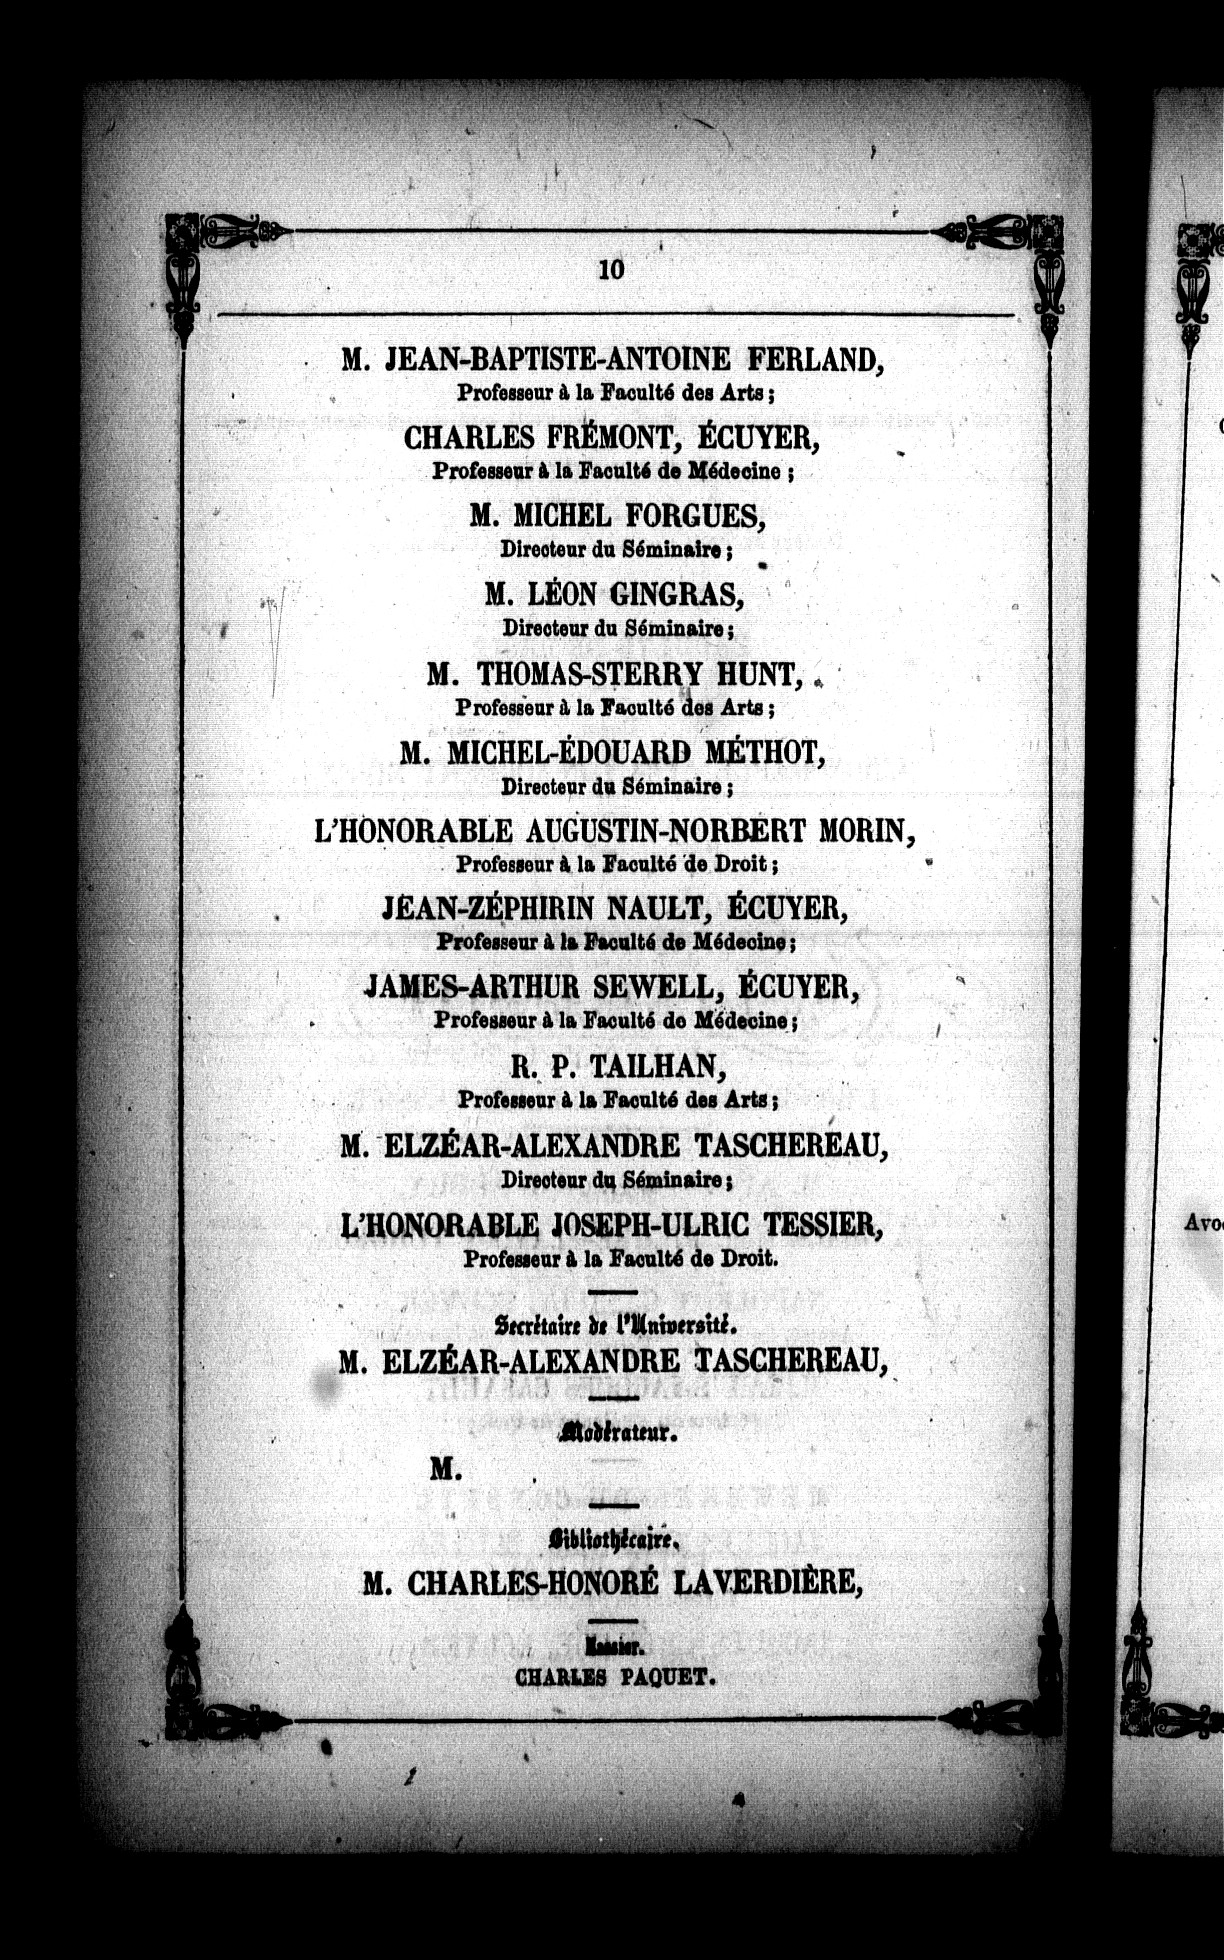 10
M. JEAN-BAPTISTE-ANTOINE FERLAND,
Professeur à la Faculté des Arts;
CHARLES FRÉMONT, ÉCUYER,
Professeur à la Faculté de Médecine;
M. MICHEL FORGUES,
Directeur du Séminaire;
M. LÉON GINGRAS,
Directeur du Séminaire;
M. THOMAS-STERRY HUNT,
Professeur à la Faculté des Arts;
M. MICHEL-ÉDOUARD MÉTHOT,
Directeur du Séminaire;
L'HONORABLE AUGUSTIN-NORBERT MORIN,
Professeur à la Faculté de Droit;
JEAN-ZÉPHIRIN NAULT, ÉCUYER,
Professeur à la Faculté de Médecine;
JAMES-ARTHUR SEWELL, ÉCUYER,
Professeur à la Faculté de Médecine;
R. P. TAILHAN,
Professeur à la Faculté des Arts;
M. ELZÉAR-ALEXANDRE TASCHEREAU,
Directeur du Séminaire;
L'HONORABLE JOSEPH-ULRIC TESSIER,
Professeur à la Faculté de Droit.
Secrétaire de l'Université.
M. ELZÉAR-ALEXANDRE TASCHEREAU,
Modérateur.
M.
Bibliothécaire.
M. CHARLES-HONORÉ LAVERDIÈRE,
Massier.
CHARLES PAQUET.